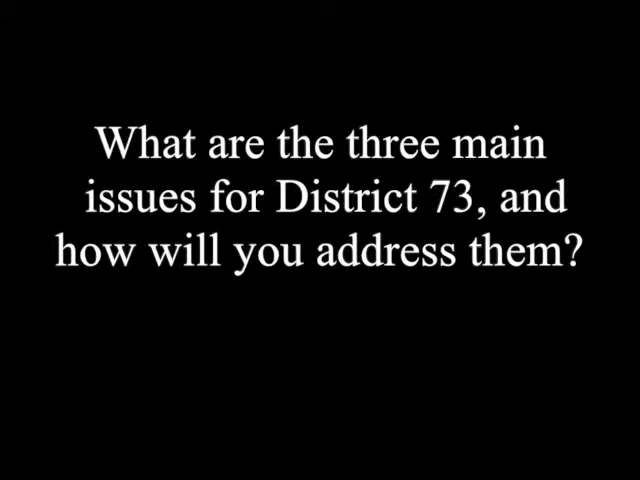 What are the three main
issues for District 73, and
how will you address them?